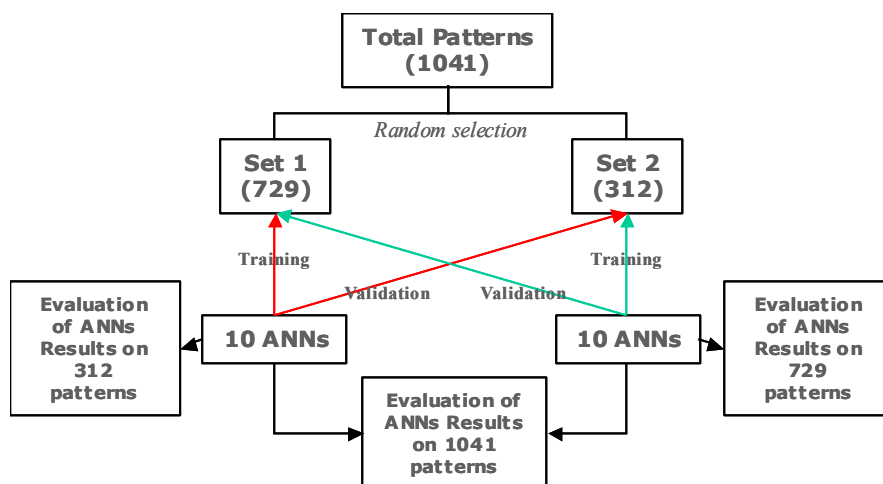 Total Patterns
(1041)
Random selection
Set 1
(729)
Set 2
(312)
Training
Validation
Validation
Training
Evaluation
of ANNs
Results on
312
patterns
10 ANNs
10 ANNs
Evaluation
of ANNs
Results on
729
patterns
Evaluation of
ANNs Results
on 1041
patterns